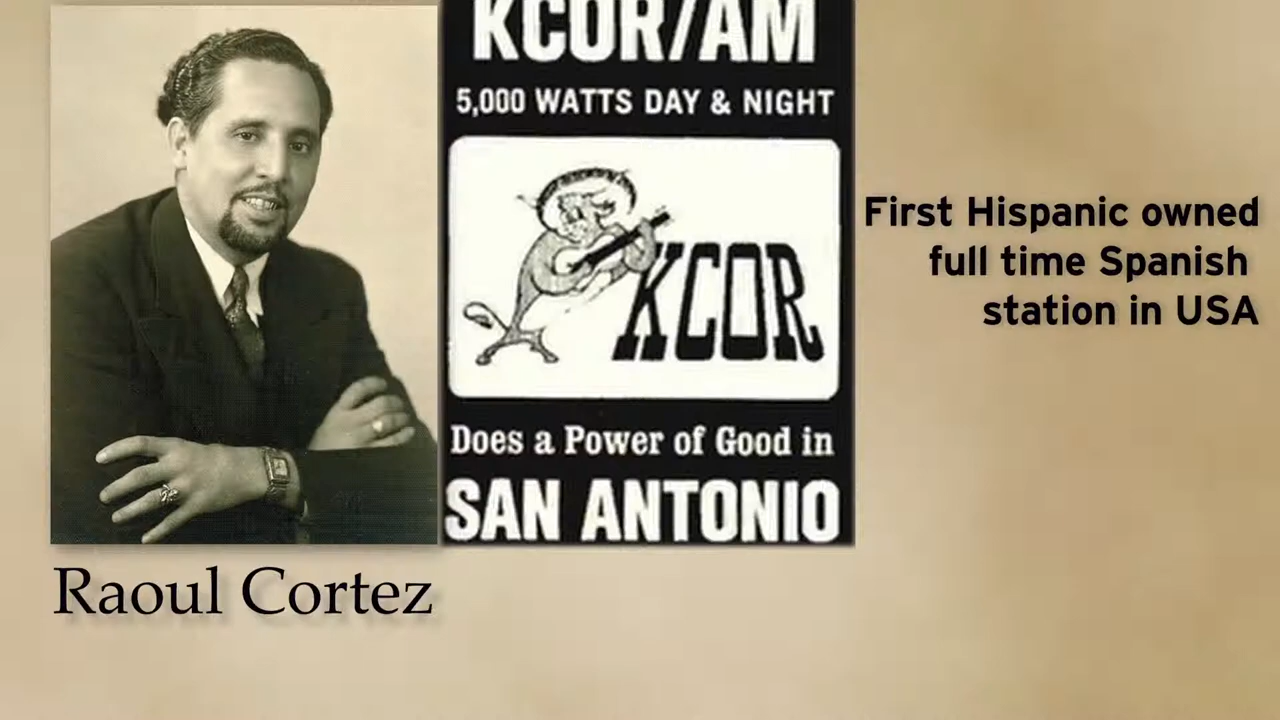 KCOR/AM
5,000 WATTS DAY & NIGHT
KCOR
Does a Power of Good in
SAN ANTONIO
First Hispanic owned
full time Spanish
station in USA
Raoul Cortez